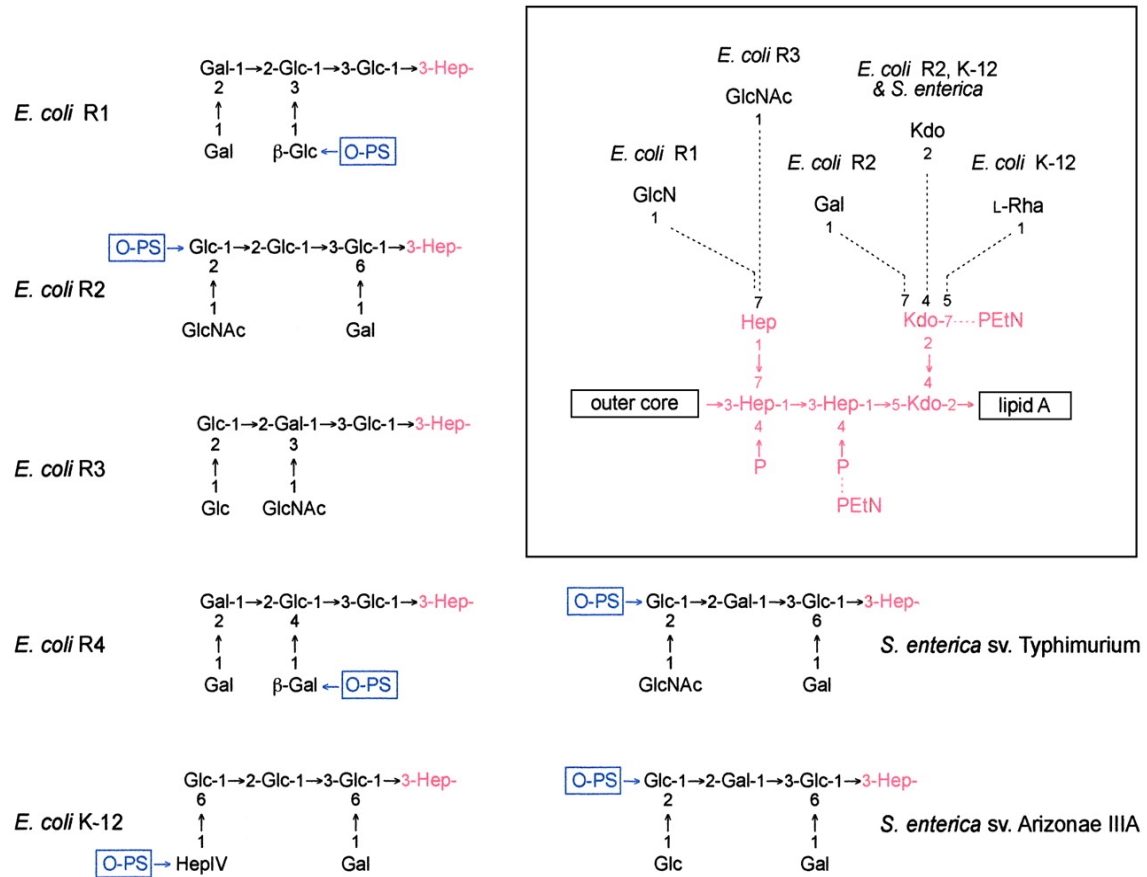 E. coli R1
Gal-1→2-Glc-1→3-Glc-1→3-Hep-
2 3
↑ ↑
1 1
Gal β-Glc ← O-PS
E. coli R2
O-PS → Glc-1→2-Glc-1→3-Glc-1→3-Hep-
2 6
↑ ↑
1 1
GlcNAc Gal
E. coli R3
Glc-1→2-Gal-1→3-Glc-1→3-Hep-
2 3
↑ ↑
1 1
Glc GlcNAc
E. coli R4
Gal-1→2-Glc-1→3-Glc-1→3-Hep-
2 4
↑ ↑
1 1
Gal β-Gal ← O-PS
E. coli K-12
Glc-1→2-Glc-1→3-Glc-1→3-Hep-
6 6
↑ ↑
1 1
O-PS → HepIV Gal
E. coli R3
GlcNAc
1
E. coli R2, K-12
& S. enterica
Kdo
2
E. coli R1
GlcN
1
E. coli R2
Gal
1
E. coli K-12
L-Rha
1
7 7 4 5
Hep Kdo-7 PEtN
1 2
↓ ↓
7 4
outer core →3-Hep-1→3-Hep-1→5-Kdo-2→ lipid A
4 4
↑ ↑
P P
PEtN
O-PS → Glc-1→2-Gal-1→3-Glc-1→3-Hep-
2 6
↑ ↑
1 1
GlcNAc Gal
S. enterica sv. Typhimurium
O-PS → Glc-1→2-Gal-1→3-Glc-1→3-Hep-
2 6
↑ ↑
1 1
Glc Gal
S. enterica sv. Arizonae IIIA